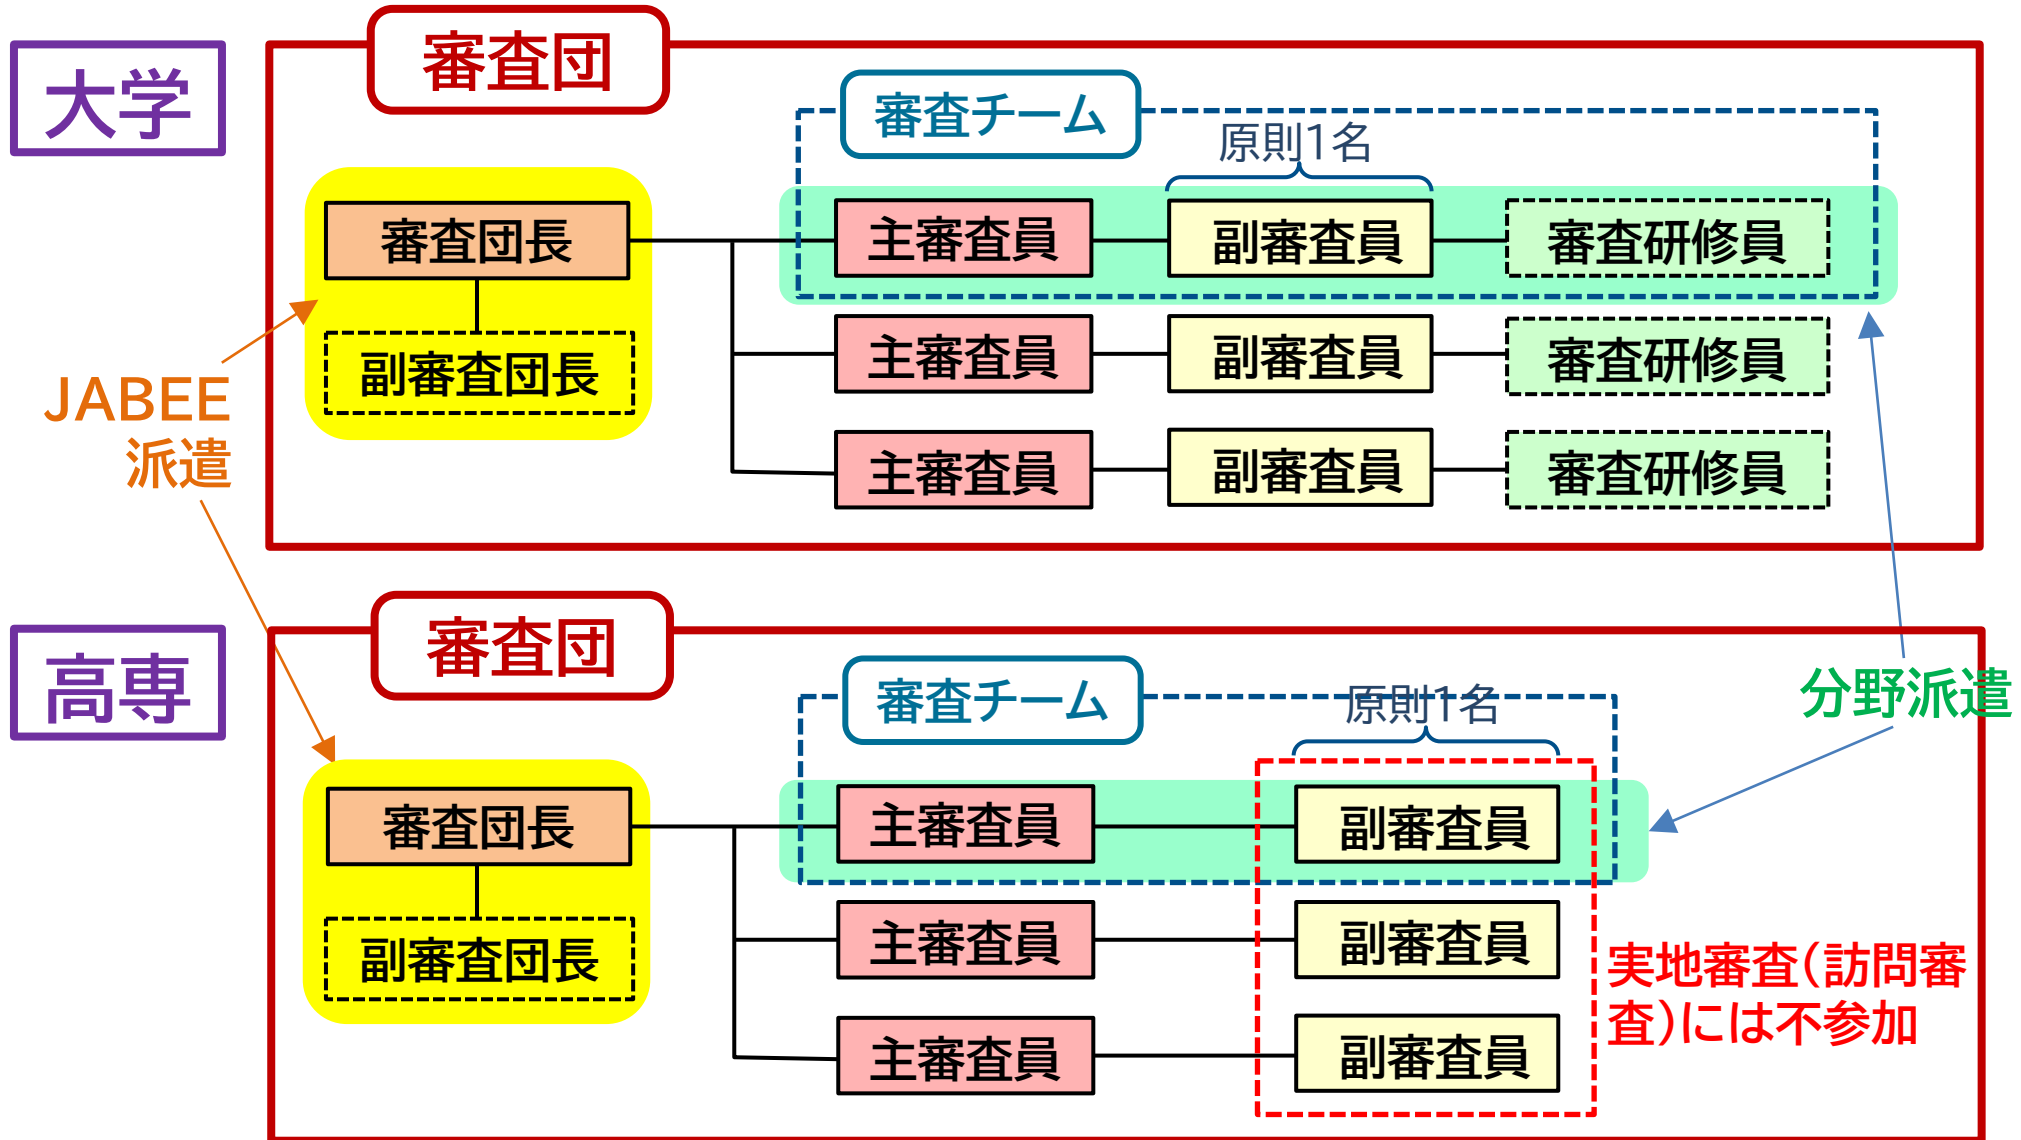 大学
審査団
審査チーム
原則1名
審査団長
主審査員
副審査員
審査研修員
副審査団長
主審査員
副審査員
審査研修員
主審査員
副審査員
審査研修員
JABEE
派遣
高専
審査団
審査チーム
原則1名
分野派遣
審査団長
主審査員
副審査員
副審査団長
主審査員
副審査員
主審査員
副審査員
実地審査(訪問審
査)には不参加